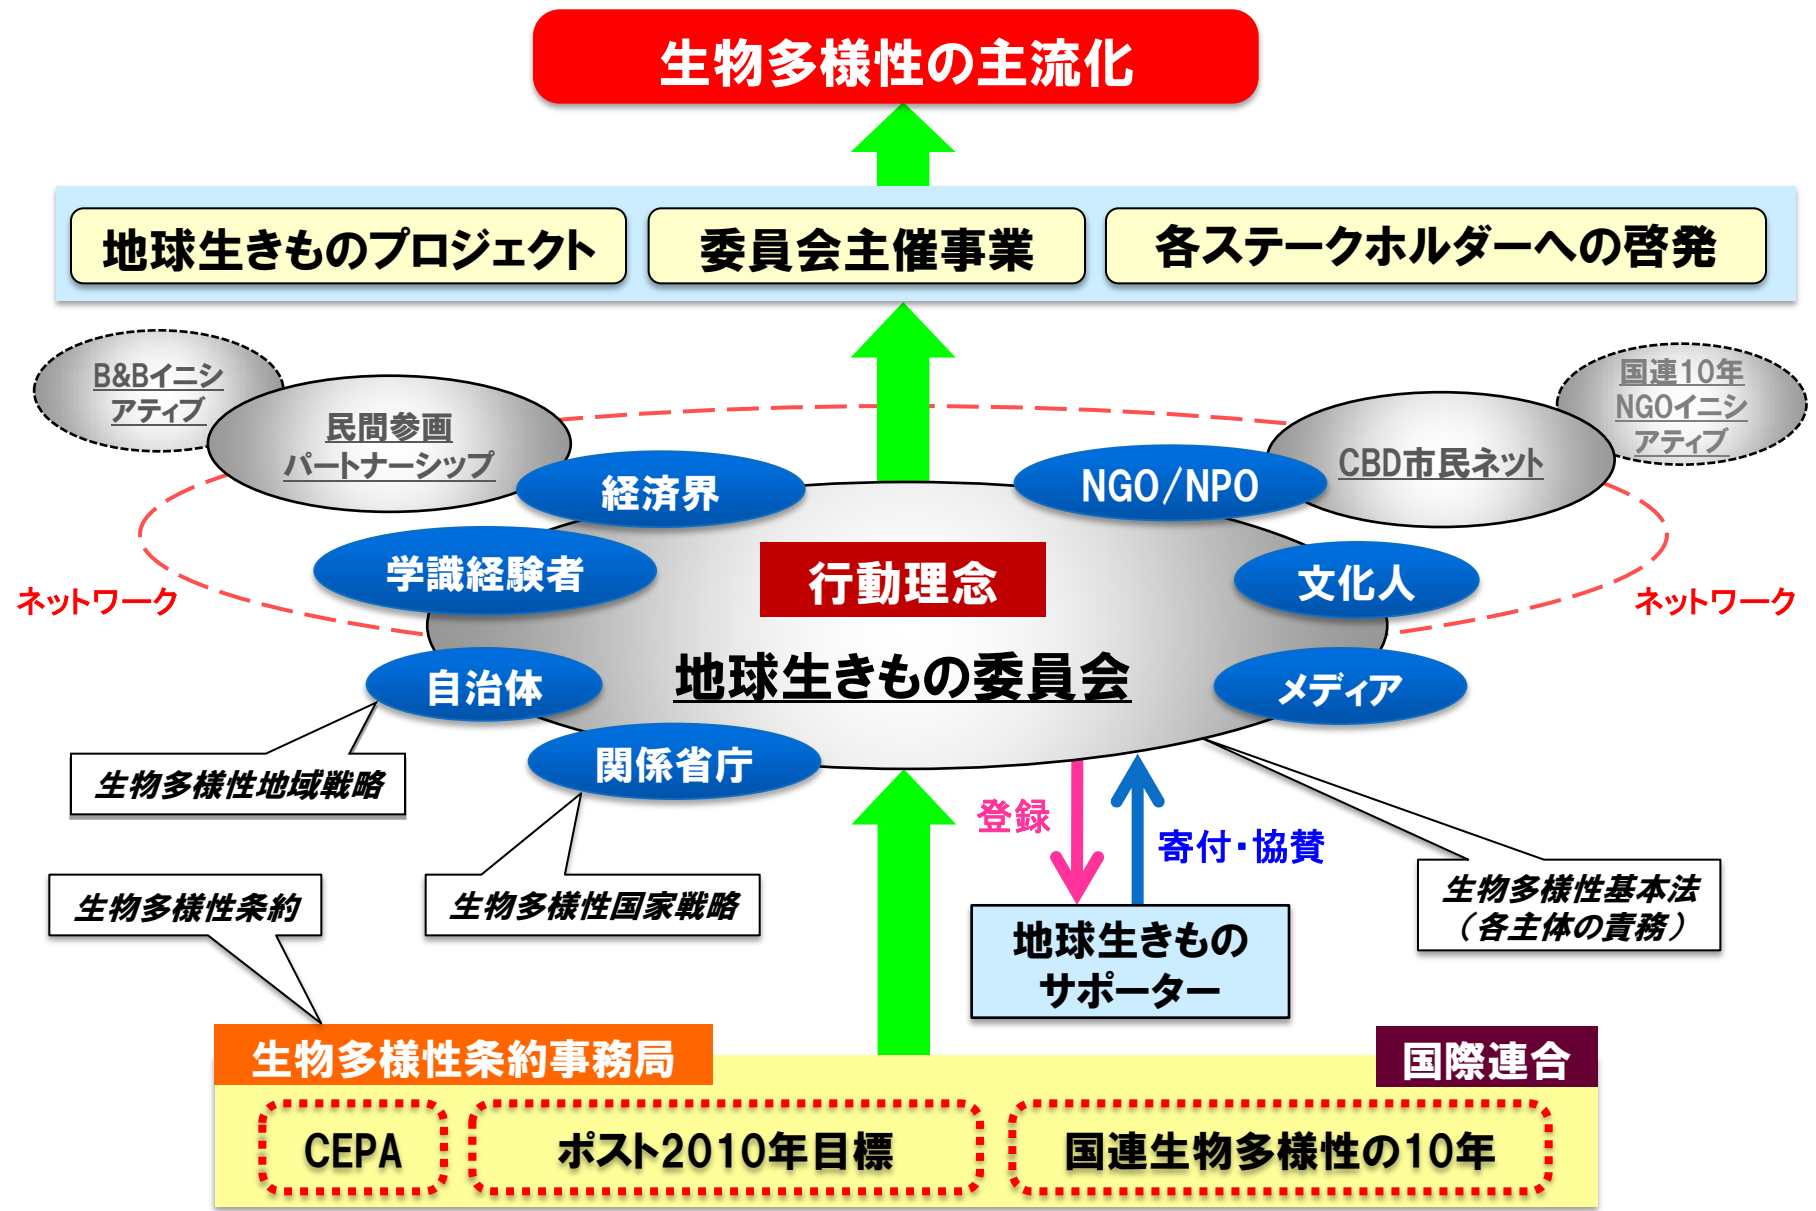 生物多様性の主流化
地球生きものプロジェクト
委員会主催事業
各ステークホルダーへの啓発
B&Bイニシ
アティブ
民間参画
パートナーシップ
国連10年
NGOイニシ
アティブ
CBD市民ネット
経済界
NGO/NPO
学識経験者
行動理念
文化人
ネットワーク
ネットワーク
地球生きもの委員会
自治体
メディア
関係省庁
生物多様性地域戦略
登録
寄付・協賛
生物多様性条約
生物多様性国家戦略
生物多様性基本法
（各主体の責務）
地球生きもの
サポーター
生物多様性条約事務局
国際連合
CEPA
ポスト2010年目標
国連生物多様性の10年